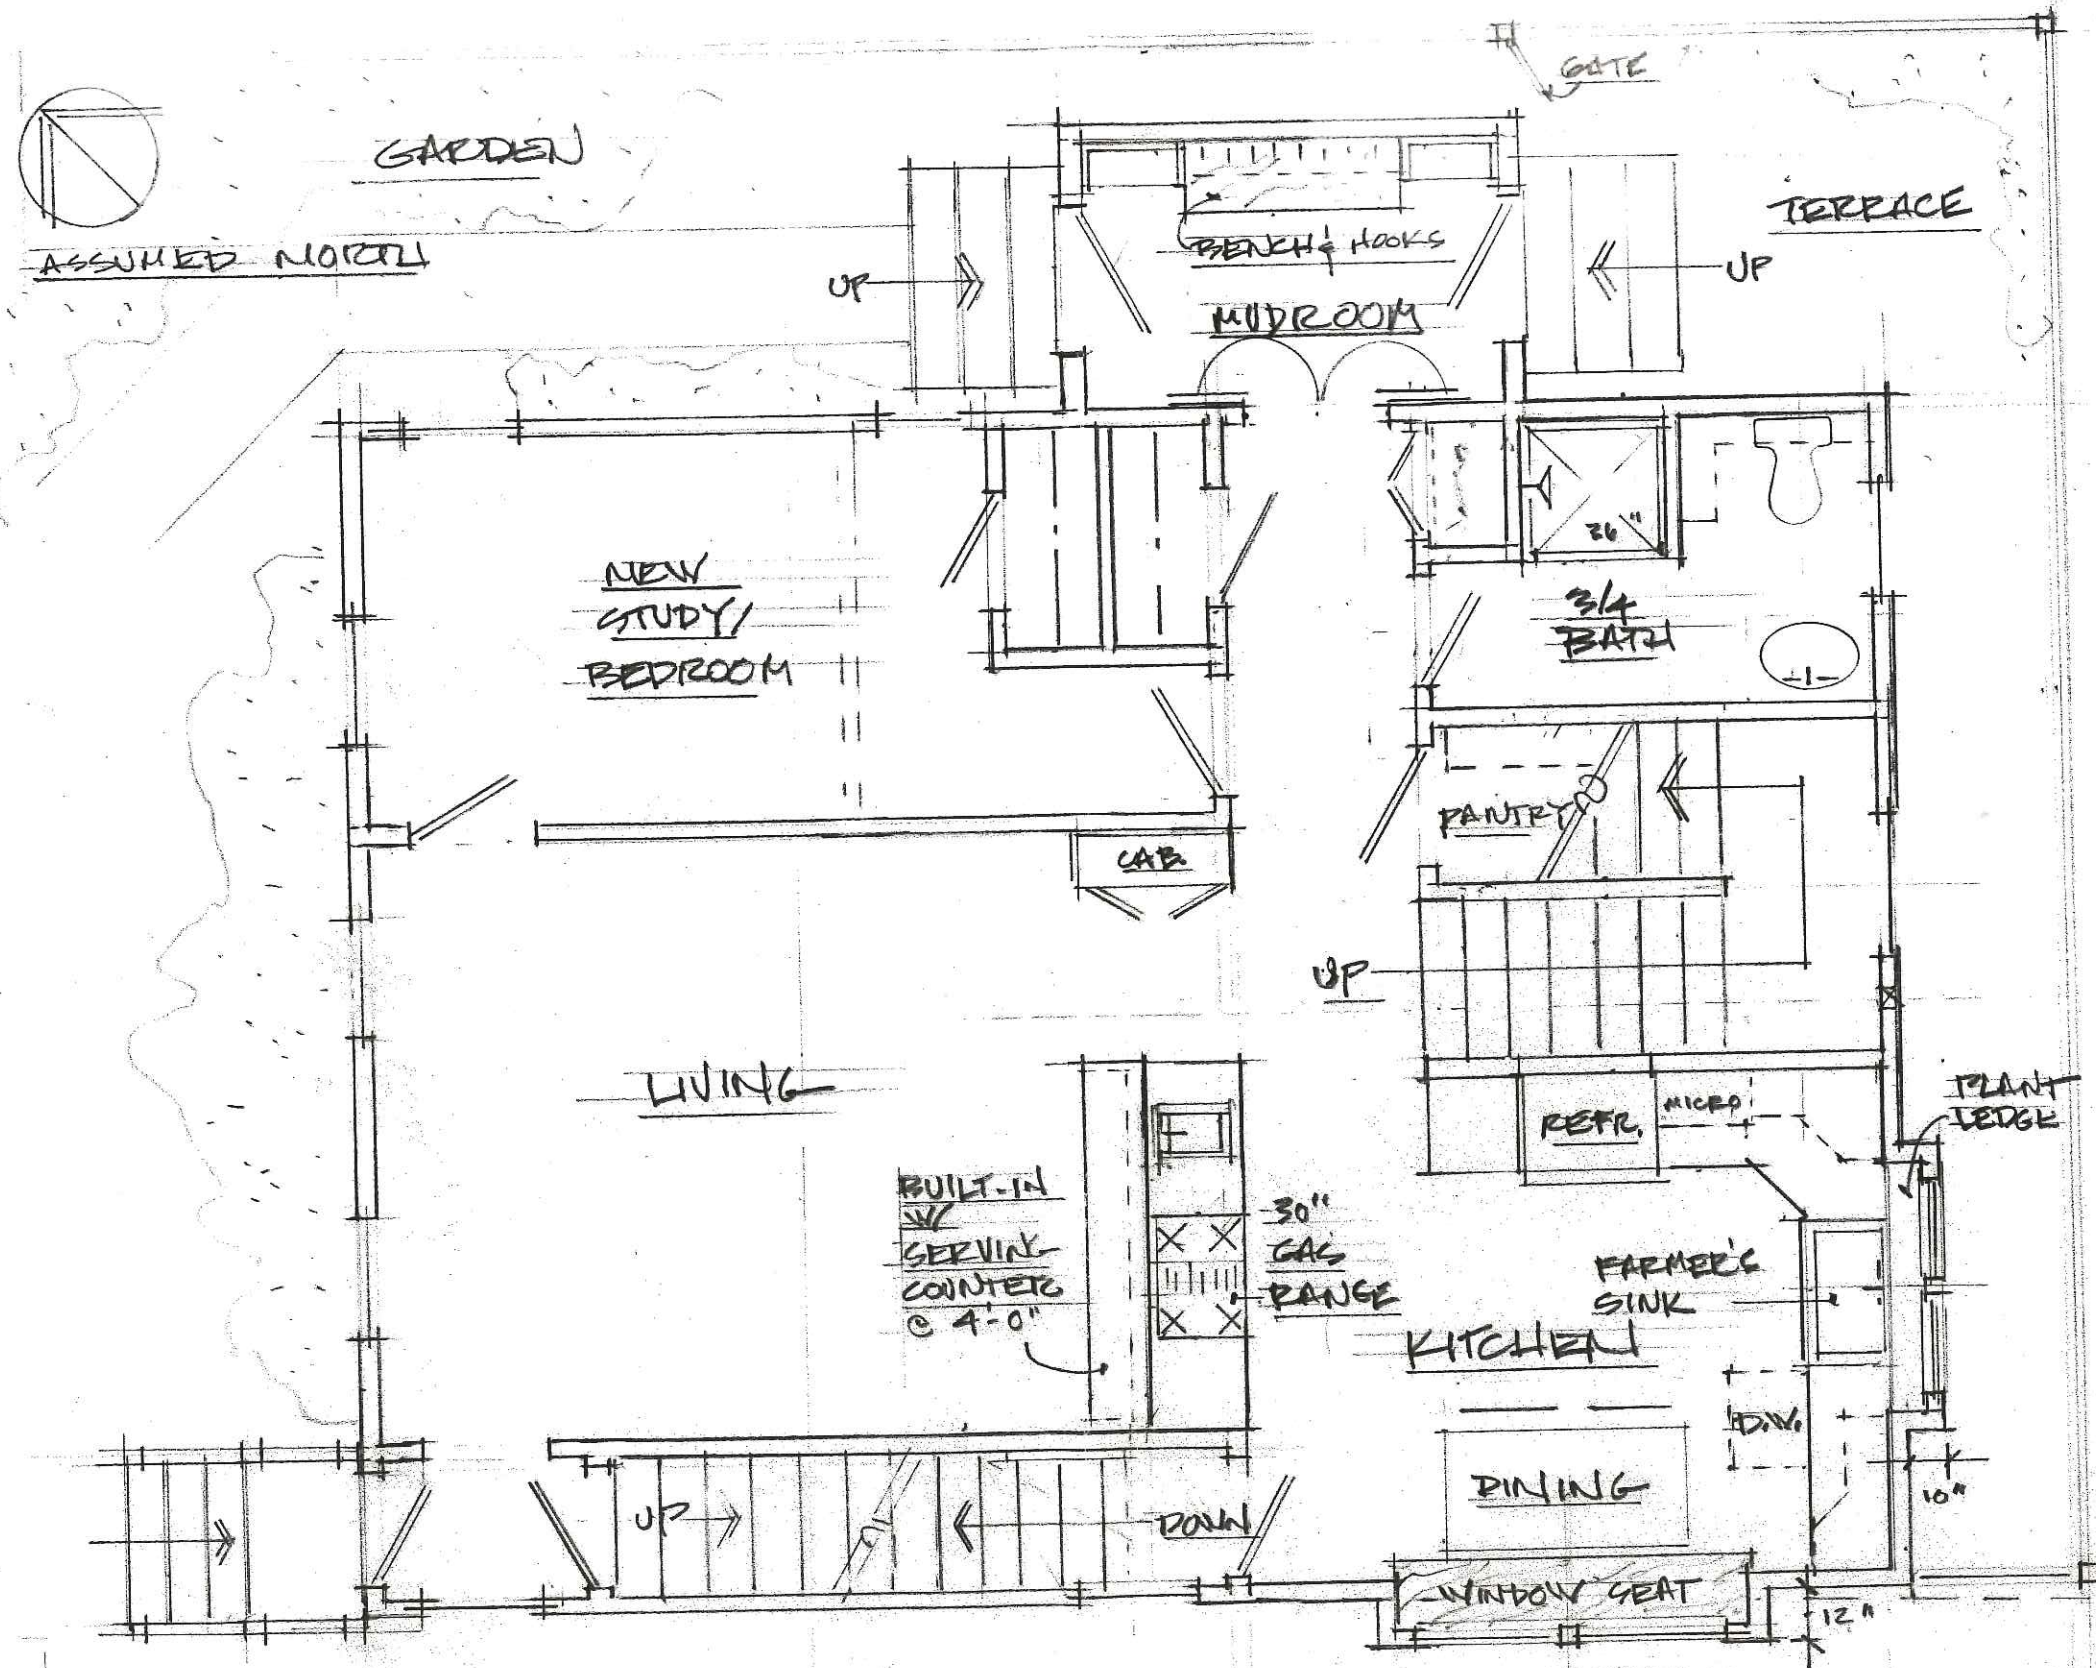 GATE
GARDEN
TERRACE
ASSUMED NORTH
BENCH & HOOKS
UP
UP
MUDROOM
26"
NEW
STUDY/
BEDROOM
3/4
BATH
PANTRY
CAB.
UP
LIVING
REFR.
MICRO
PLANT
LEDGE
BUILT-IN
W/
SERVING
COUNTER
@ 4'-0"
30"
GAS
RANGE
FARMER'S
SINK
KITCHEN
D.W.
DINING
10"
UP
DOWN
WINDOW SEAT
12"